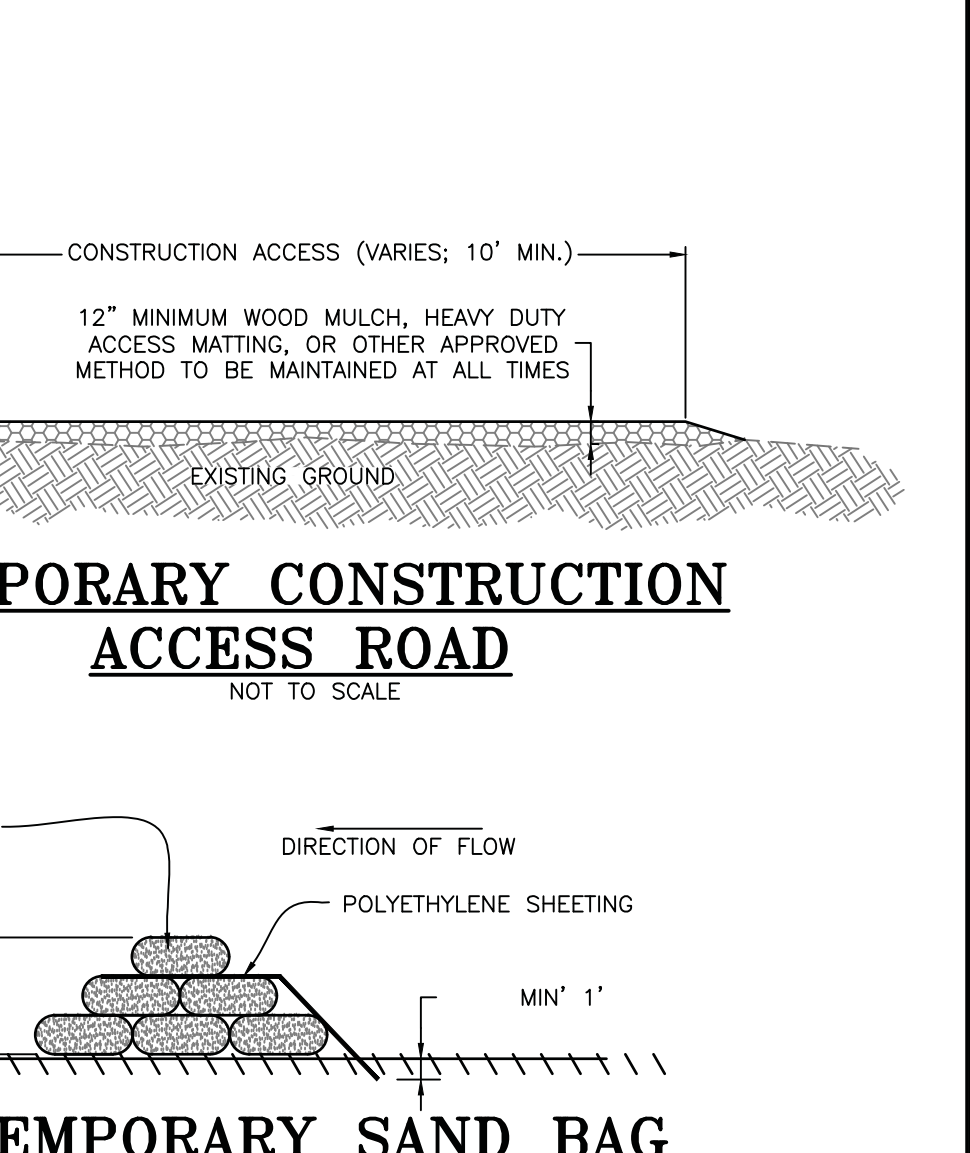 CONSTRUCTION ACCESS (VARIES; 10' MIN.)
12" MINIMUM WOOD MULCH, HEAVY DUTY
ACCESS MATTING, OR OTHER APPROVED
METHOD TO BE MAINTAINED AT ALL TIMES
EXISTING GROUND
PORARY CONSTRUCTION
ACCESS ROAD
NOT TO SCALE
DIRECTION OF FLOW
POLYETHYLENE SHEETING
MIN' 1'
EMPORARY SAND BAG